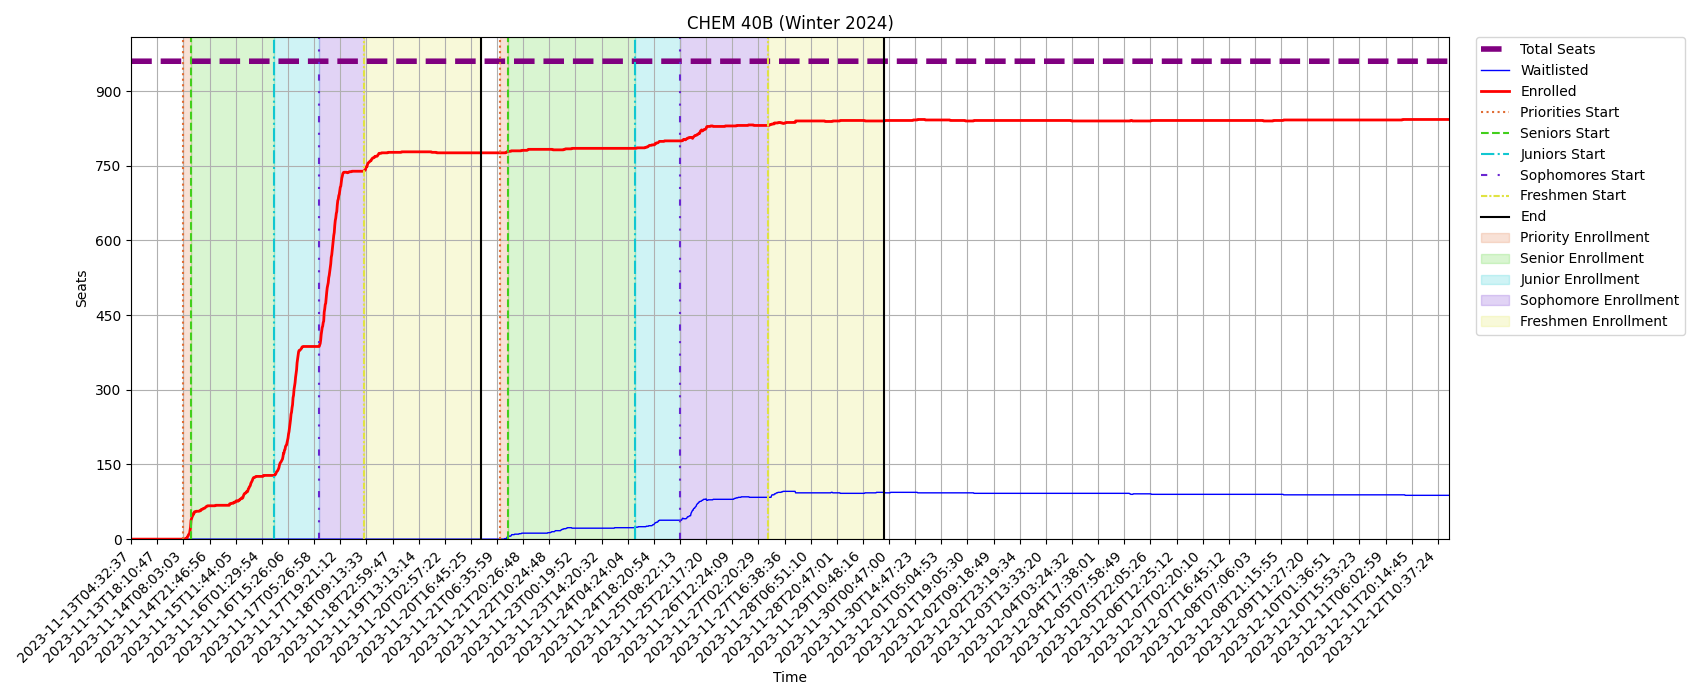 CHEM 40B (Winter 2024)
Seats
900
750
600
450
300
150
0
2023-11-13T04:32:37
2023-11-13T18:10:47
2023-11-14T08:03:03
2023-11-14T21:46:56
2023-11-15T11:44:05
2023-11-16T01:29:54
2023-11-16T15:26:06
2023-11-17T05:26:58
2023-11-17T19:21:12
2023-11-18T09:13:33
2023-11-18T22:59:47
2023-11-19T13:13:14
2023-11-20T02:57:22
2023-11-20T16:45:25
2023-11-21T06:35:59
2023-11-21T20:26:48
2023-11-22T10:24:48
2023-11-23T00:19:52
2023-11-23T14:20:32
2023-11-24T04:24:04
2023-11-24T18:20:54
2023-11-25T08:22:13
2023-11-25T22:17:20
2023-11-26T12:24:09
2023-11-27T02:20:29
2023-11-27T16:38:36
2023-11-28T06:51:10
2023-11-28T20:47:01
2023-11-29T10:48:16
2023-11-30T00:47:00
2023-11-30T14:47:23
2023-12-01T05:04:53
2023-12-01T19:05:30
2023-12-02T09:18:49
2023-12-02T23:19:34
2023-12-03T13:33:20
2023-12-04T03:24:32
2023-12-04T17:38:01
2023-12-05T07:58:49
2023-12-05T22:05:26
2023-12-06T12:25:12
2023-12-07T02:20:10
2023-12-07T16:45:12
2023-12-08T07:06:03
2023-12-08T21:15:55
2023-12-09T11:27:20
2023-12-10T01:36:51
2023-12-10T15:53:23
2023-12-11T06:02:59
2023-12-11T20:14:45
2023-12-12T10:37:24
Time
Total Seats
Waitlisted
Enrolled
Priorities Start
Seniors Start
Juniors Start
Sophomores Start
Freshmen Start
End
Priority Enrollment
Senior Enrollment
Junior Enrollment
Sophomore Enrollment
Freshmen Enrollment